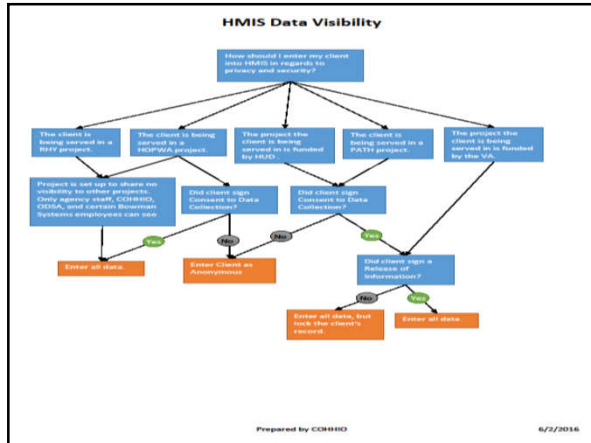 HMIS Data Visibility
How should I enter my client
into HMIS in regards to
privacy and security?
The client is
being served in a
RHY project.
The client is being
served in a
HOPWA project.
The project the
client is being
served in is funded
by HUD .
The client is
being served in a
PATH project.
The project the
client is being
served in is funded
by the VA.
Project is set up to share no
visibility to other projects.
Only agency staff, COHHIO,
ODSA, and certain Bowman
Systems employees can see
Did client sign
Consent to Data
Collection?
Did client sign
Consent to Data
Collection?
Yes
No
No
Yes
Enter all data.
Enter Client as
Anonymous
Did client sign a
Release of
Information?
No
Yes
Enter all data, but
lock the client's
record.
Enter all data.
Prepared by COHHIO
6/2/2016